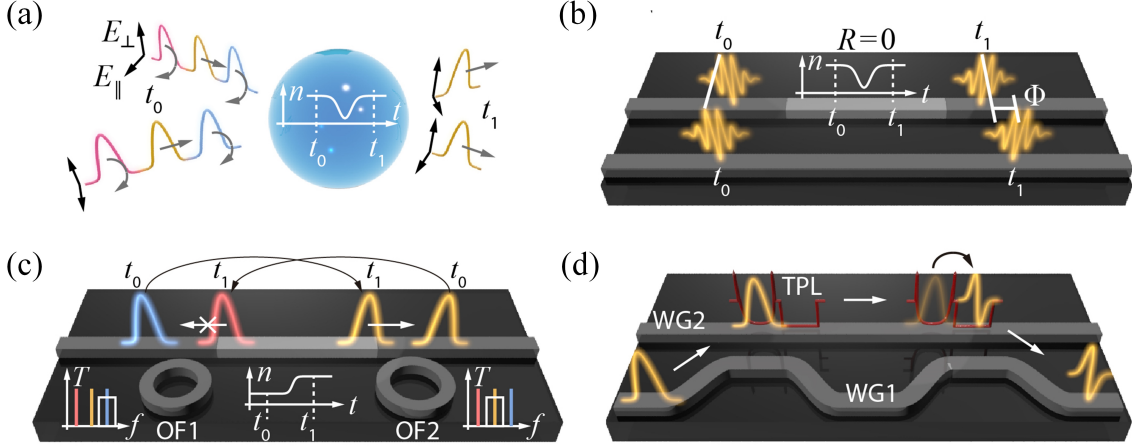 (a)
E⊥
E∥
t0
n
t
t0
t1
t1
(b)
t0
R=0
t1
n
t
t0
t1
Φ
t0
t1
(c)
t0
t1
t1
t0
T
f
OF1
n
t
t0
t1
OF2
T
f
(d)
TPL
WG2
WG1